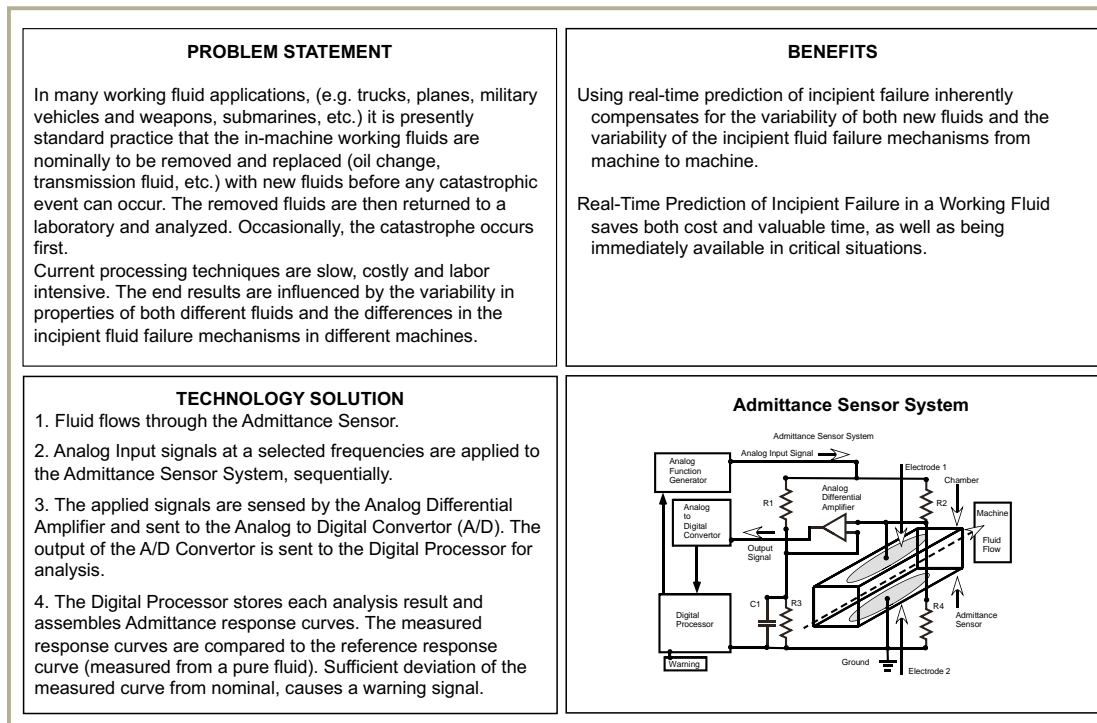 PROBLEM STATEMENT
In many working fluid applications, (e.g. trucks, planes, military
vehicles and weapons, submarines, etc.) it is presently
standard practice that the in-machine working fluids are
nominally to be removed and replaced (oil change,
transmission fluid, etc.) with new fluids before any catastrophic
event can occur. The removed fluids are then returned to a
laboratory and analyzed. Occasionally, the catastrophe occurs
first.
Current processing techniques are slow, costly and labor
intensive. The end results are influenced by the variability in
properties of both different fluids and the differences in the
incipient fluid failure mechanisms in different machines.
BENEFITS
Using real-time prediction of incipient failure inherently
compensates for the variability of both new fluids and the
variability of the incipient fluid failure mechanisms from
machine to machine.
Real-Time Prediction of Incipient Failure in a Working Fluid
saves both cost and valuable time, as well as being
immediately available in critical situations.
TECHNOLOGY SOLUTION
1. Fluid flows through the Admittance Sensor.
2. Analog Input signals at a selected frequencies are applied to
the Admittance Sensor System, sequentially.
3. The applied signals are sensed by the Analog Differential
Amplifier and sent to the Analog to Digital Convertor (A/D). The
output of the A/D Convertor is sent to the Digital Processor for
analysis.
4. The Digital Processor stores each analysis result and
assembles Admittance response curves. The measured
response curves are compared to the reference response
curve (measured from a pure fluid). Sufficient deviation of the
measured curve from nominal, causes a warning signal.
Admittance Sensor System
Admittance Sensor System
Analog Input Signal
Analog
Function
Generator
Electrode 1
Chamber
R1
Analog
Differential
Amplifier
R2
Machine
Fluid
Flow
Analog
to
Digital
Convertor
Output
Signal
Digital
Processor
C1
R3
R4
Admittance
Sensor
Warning
Ground
Electrode 2